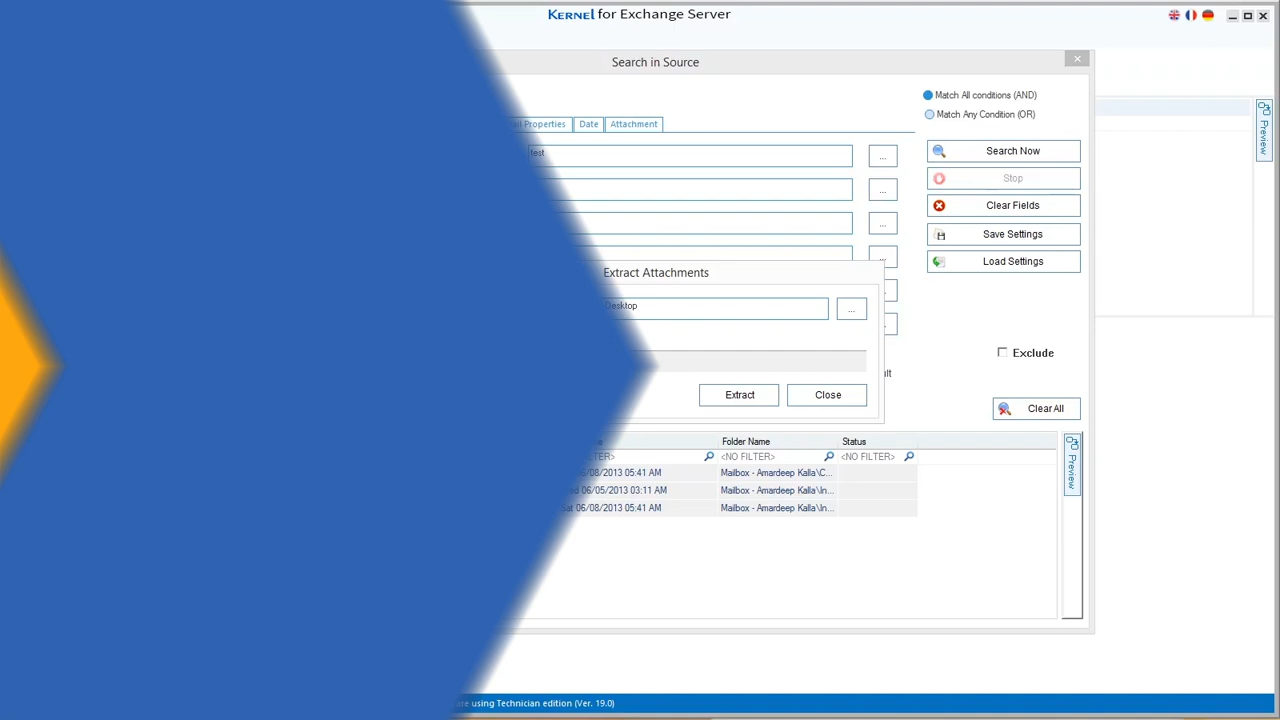 KERNEL for Exchange Server
Search in Source
Match All conditions (AND)
Match Any Condition (OR)
Properties
Date
Attachment
test
...
Search Now
...
Stop
...
Clear Fields
...
Save Settings
Load Settings
Extract Attachments
Desktop
...
Exclude
Extract
Close
Clear All
Folder Name
Status
<NO FILTER>
<NO FILTER>
06/08/2013 05:41 AM
Mailbox - Amardeep Kalla\C...
06/05/2013 03:11 AM
Mailbox - Amardeep Kalla\In...
Sat 06/08/2013 05:41 AM
Mailbox - Amardeep Kalla\In...
Preview
Preview
using Technician edition (Ver. 19.0)